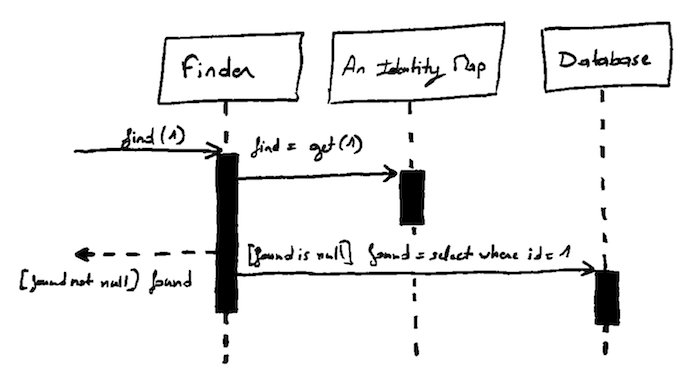 Finder
An Identity Map
Database
find(1)
find = get(1)
[found is null] found = select where id = 1
[found not null) found